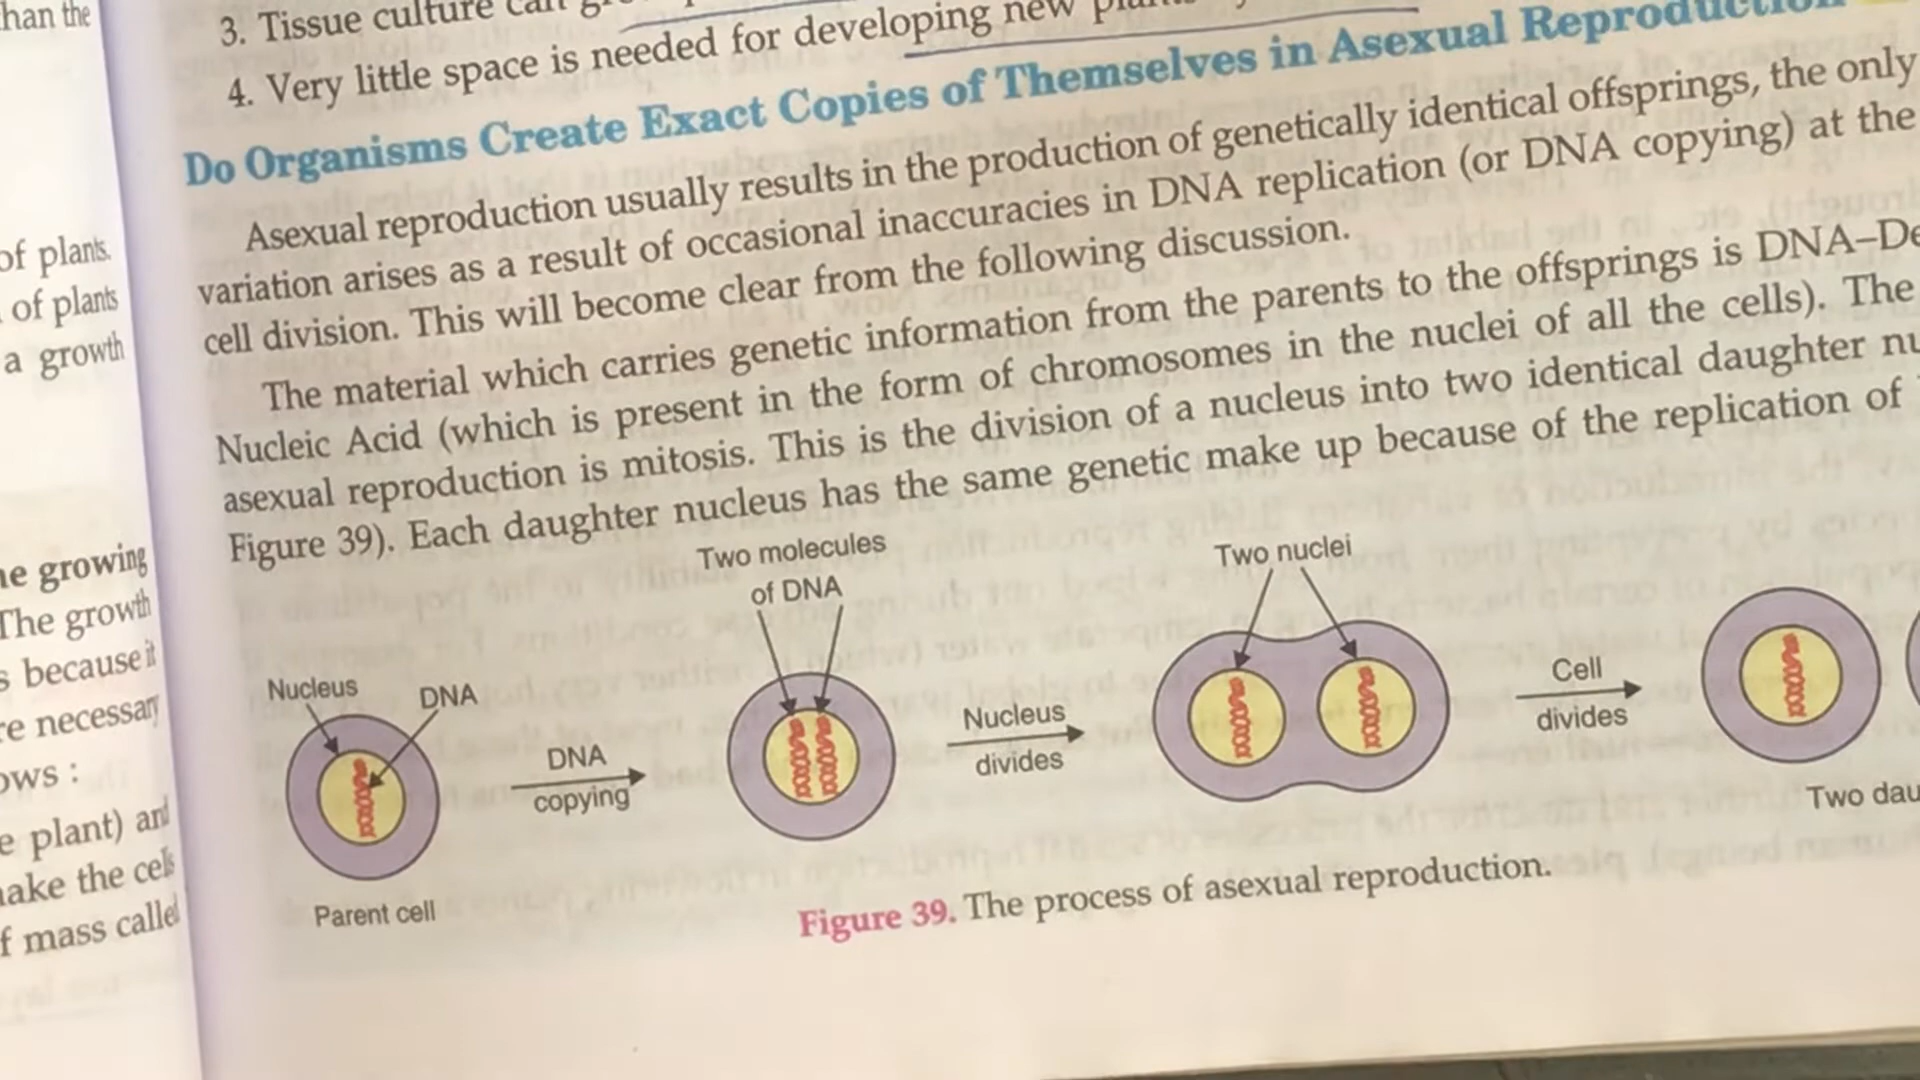 han the
of plants.
of plants
a growth
growing
The growth
because it
necessary
ows :
plant) and
make the cells
mass called
3. Tissue culture can
4. Very little space is needed for developing new
Do Organisms Create Exact Copies of Themselves in Asexual Reproduction
Asexual reproduction usually results in the production of genetically identical offsprings, the only
variation arises as a result of occasional inaccuracies in DNA replication (or DNA copying) at the
cell division. This will become clear from the following discussion.
The material which carries genetic information from the parents to the offsprings is DNA–De
Nucleic Acid (which is present in the form of chromosomes in the nuclei of all the cells). The
asexual reproduction is mitosis. This is the division of a nucleus into two identical daughter nu
Figure 39). Each daughter nucleus has the same genetic make up because of the replication of
Two molecules
of DNA
Two nuclei
Nucleus
DNA
DNA
copying
Nucleus
divides
Cell
divides
Parent cell
Two dau
Figure 39. The process of asexual reproduction.